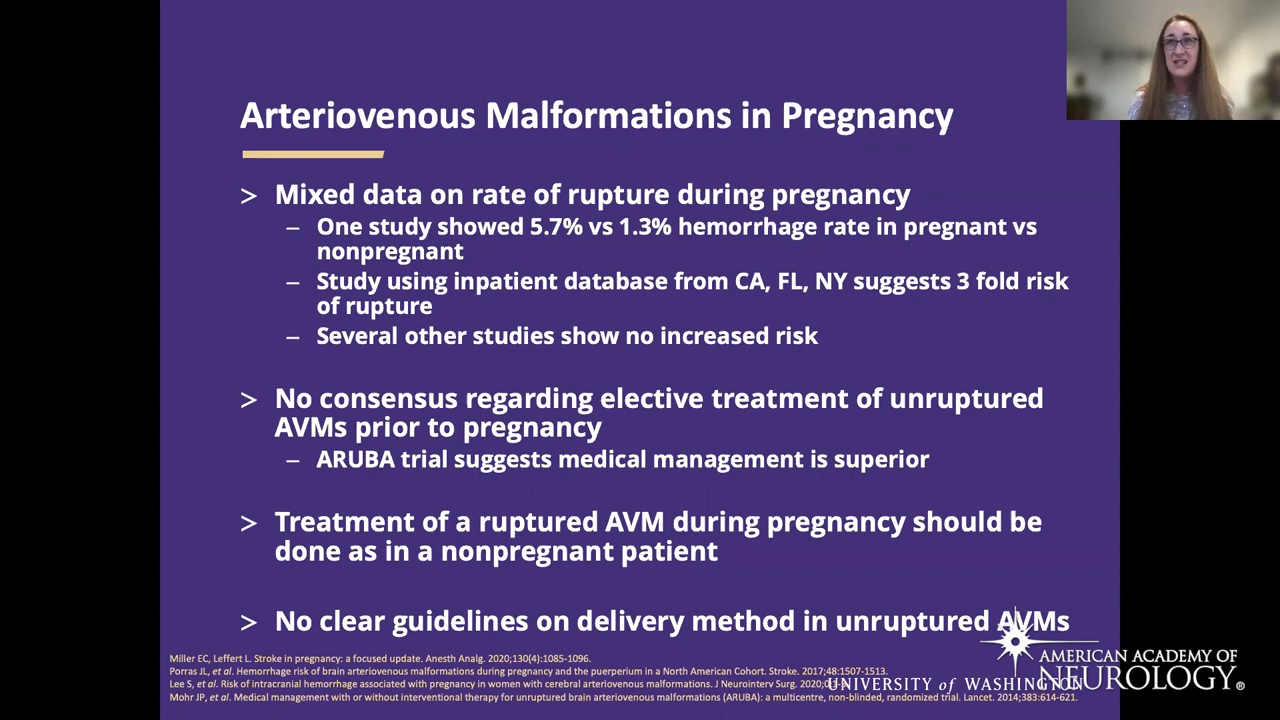 Arteriovenous Malformations in Pregnancy
> Mixed data on rate of rupture during pregnancy
– One study showed 5.7% vs 1.3% hemorrhage rate in pregnant vs
nonpregnant
– Study using inpatient database from CA, FL, NY suggests 3 fold risk
of rupture
– Several other studies show no increased risk
> No consensus regarding elective treatment of unruptured
AVMs prior to pregnancy
– ARUBA trial suggests medical management is superior
> Treatment of a ruptured AVM during pregnancy should be
done as in a nonpregnant patient
> No clear guidelines on delivery method in unruptured AVMs
Miller EC, Leffert L. Stroke in pregnancy: a focused update. Anesth Analg. 2020;130(4):1085-1096.
Porras JL, et al. Hemorrhage risk of brain arteriovenous malformations during pregnancy and the puerperium in a North American Cohort. Stroke. 2017;48:1507-1513.
Lee S, et al. Risk of intracranial hemorrhage associated with pregnancy in women with cerebral arteriovenous malformations. J Neurointerv Surg. 2020;
Mohr JP, et al. Medical management with or without interventional therapy for unruptured brain arteriovenous malformations (ARUBA): a multicentre, non-blinded, randomized trial. Lancet. 2014;383:614-621.
UNIVERSITY of WASHINGTON
AMERICAN ACADEMY OF
NEUROLOGY®